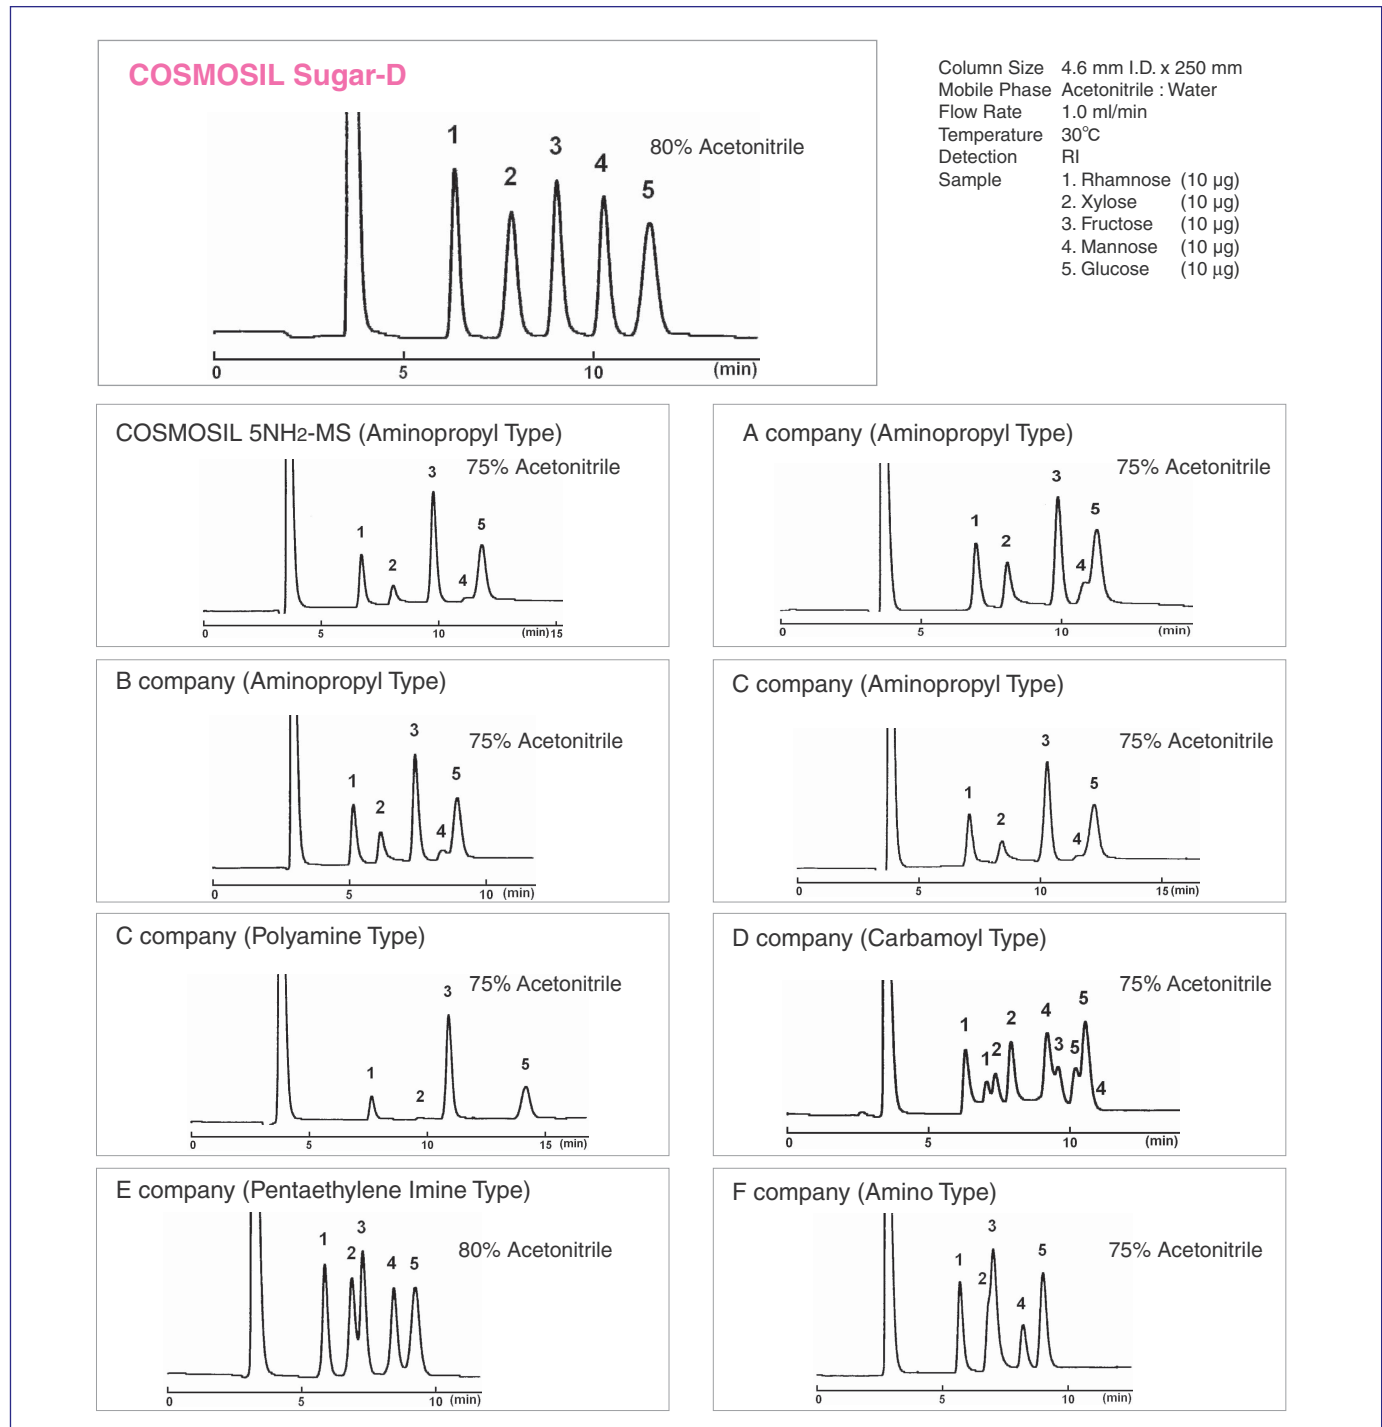 COSMOSIL Sugar-D
80% Acetonitrile
1
2
3
4
5
0 5 10 (min)
Column Size 4.6 mm I.D. x 250 mm
Mobile Phase Acetonitrile : Water
Flow Rate 1.0 ml/min
Temperature 30°C
Detection RI
Sample 1. Rhamnose (10 µg)
2. Xylose (10 µg)
3. Fructose (10 µg)
4. Mannose (10 µg)
5. Glucose (10 µg)
COSMOSIL 5NH2-MS (Aminopropyl Type)
75% Acetonitrile
1
2
3
4
5
0 5 10 (min) 15
A company (Aminopropyl Type)
75% Acetonitrile
1
2
3
4
5
0 5 10 (min)
B company (Aminopropyl Type)
75% Acetonitrile
1
2
3
4
5
0 5 10 (min)
C company (Aminopropyl Type)
75% Acetonitrile
1
2
3
4
5
0 5 10 15 (min)
C company (Polyamine Type)
75% Acetonitrile
1
2
3
5
0 5 10 15 (min)
D company (Carbamoyl Type)
75% Acetonitrile
1
1
2
2
4
3
5
5
4
0 5 10 (min)
E company (Pentaethylene Imine Type)
80% Acetonitrile
1
2
3
4
5
0 5 10 (min)
F company (Amino Type)
75% Acetonitrile
1
2
3
4
5
0 5 10 (min)